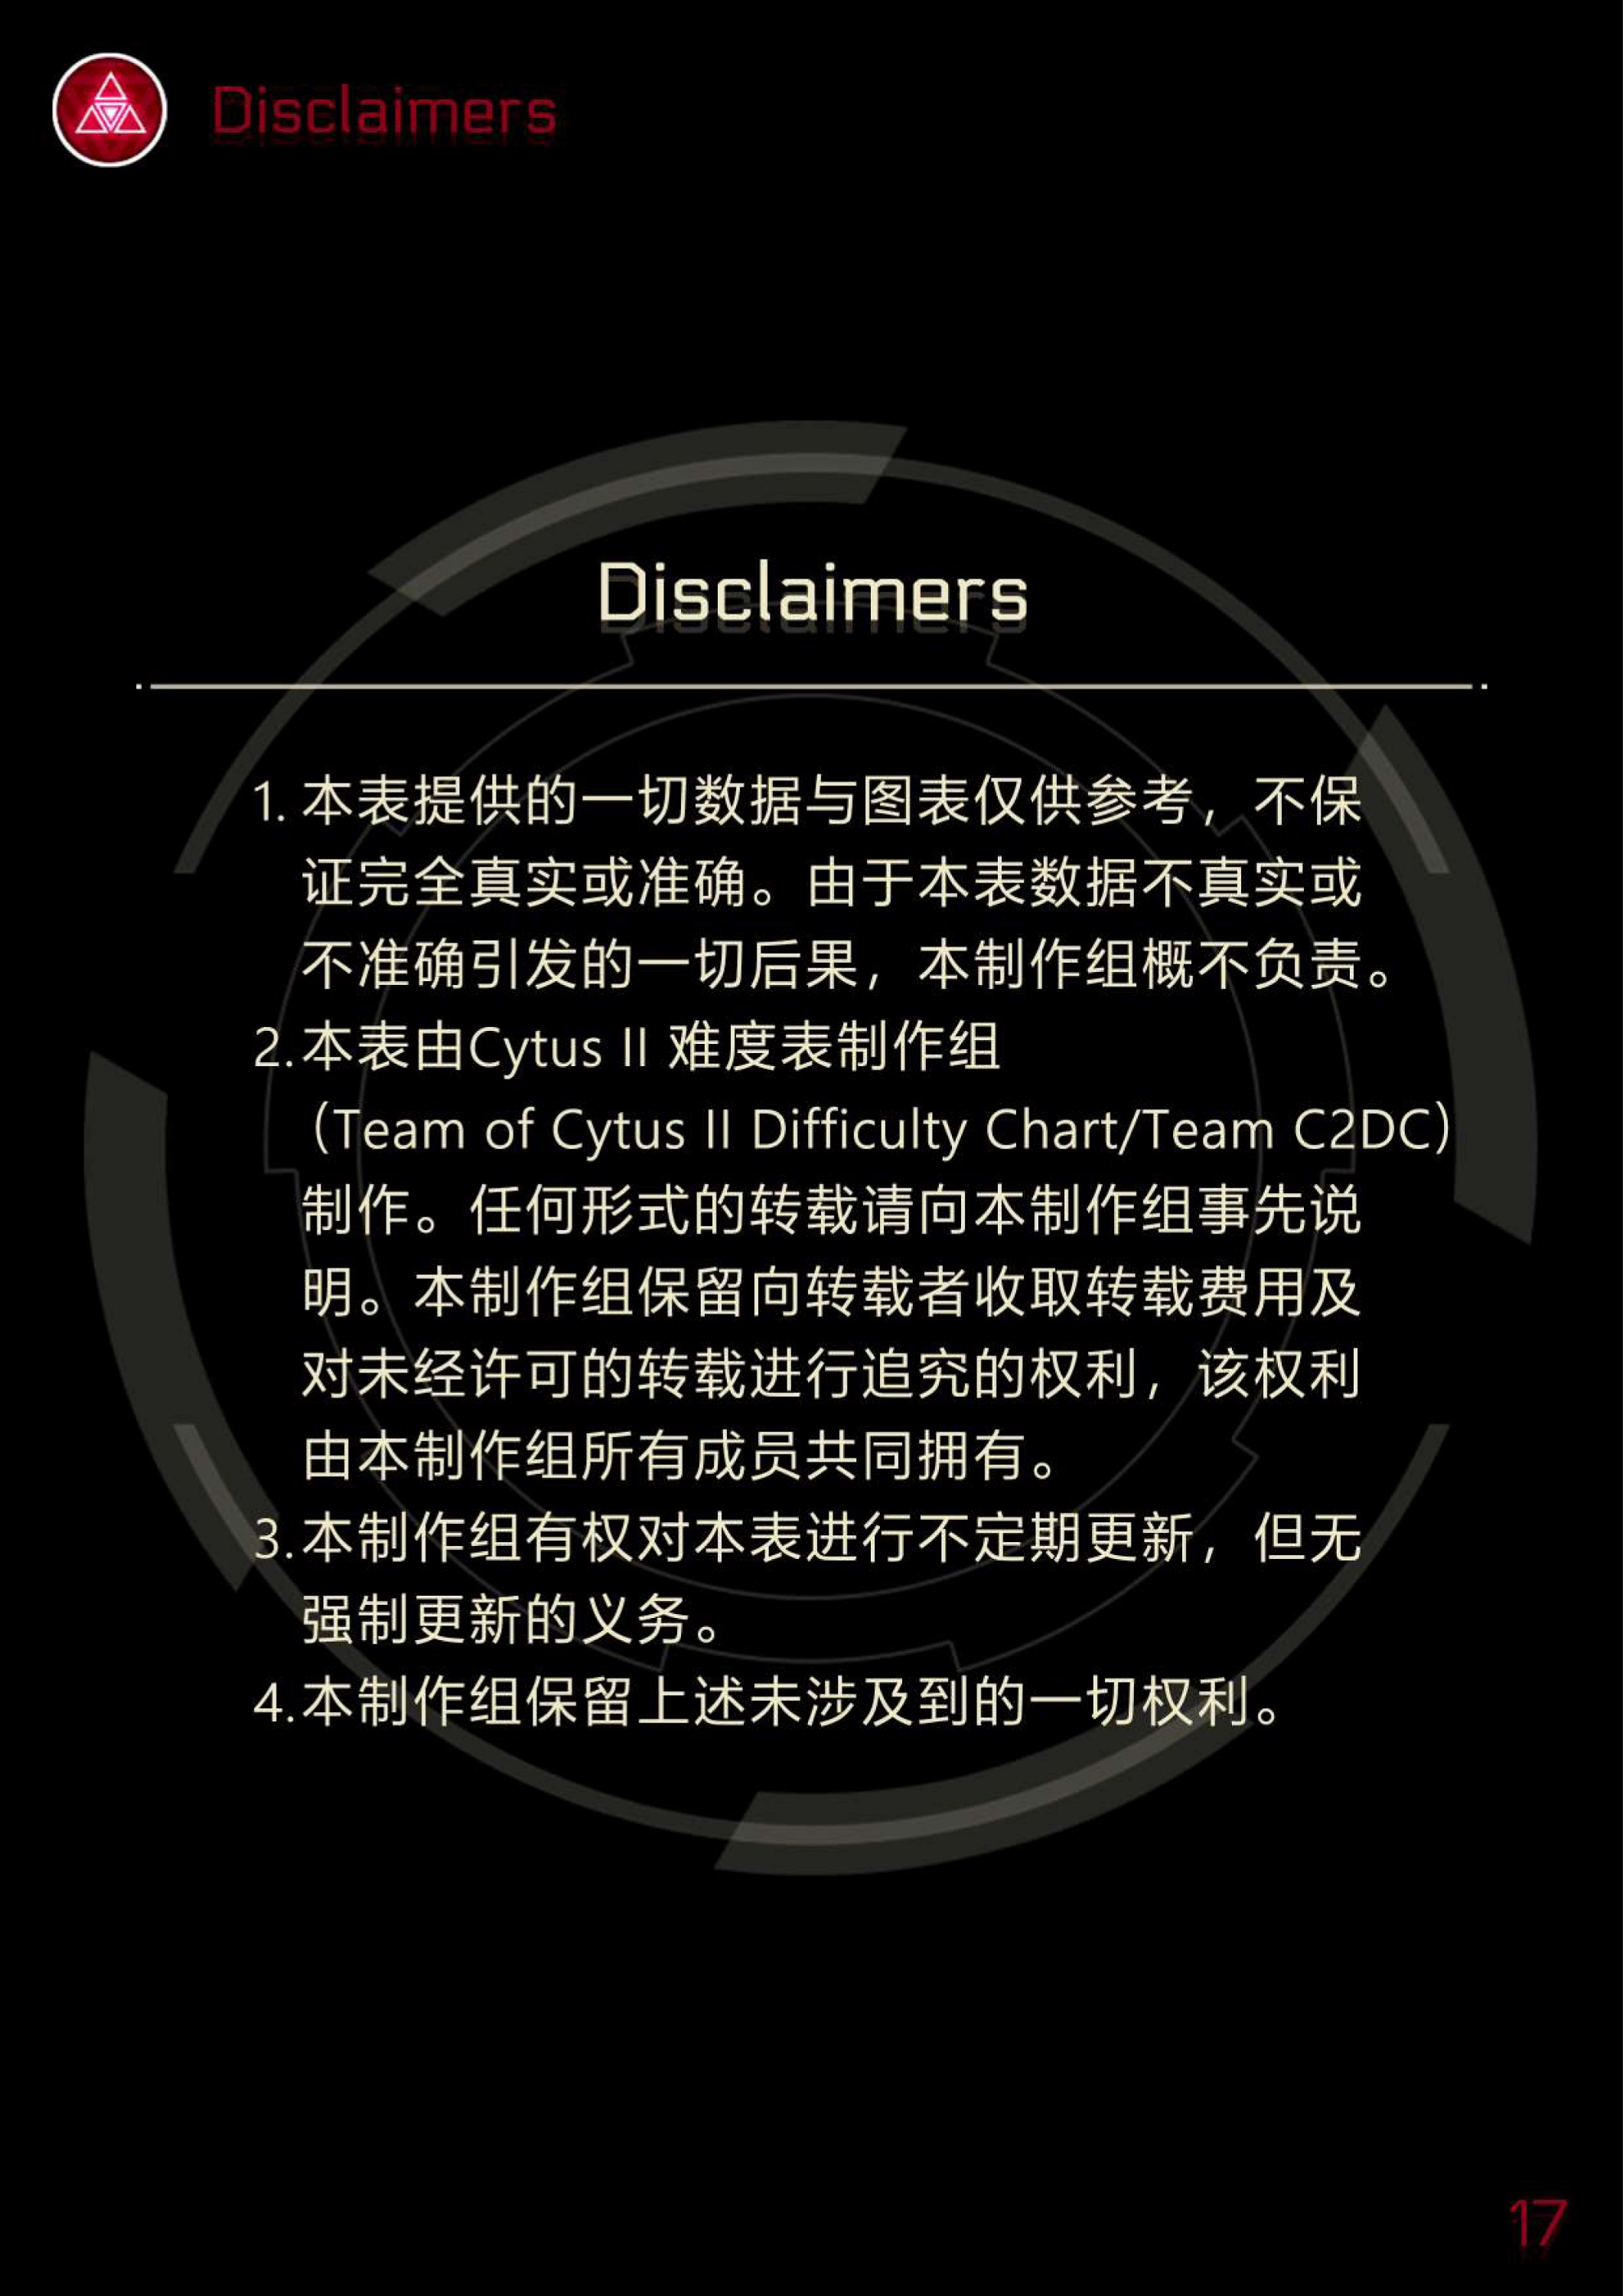 Disclaimers
Disclaimers
1. 本表提供的一切数据与图表仅供参考，不保
证完全真实或准确。由于本表数据不真实或
不准确引发的一切后果，本制作组概不负责。
2.本表由Cytus II 难度表制作组
（Team of Cytus II Difficulty Chart/Team C2DC）
制作。任何形式的转载请向本制作组事先说
明。本制作组保留向转载者收取转载费用及
对未经许可的转载进行追究的权利，该权利
由本制作组所有成员共同拥有。
3.本制作组有权对本表进行不定期更新，但无
强制更新的义务。
4.本制作组保留上述未涉及到的一切权利。
17